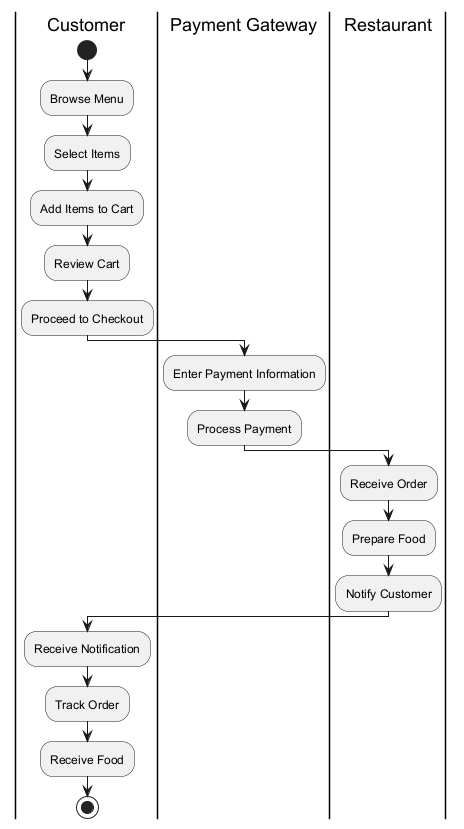 Customer
Payment Gateway
Restaurant
Browse Menu
Select Items
Add Items to Cart
Review Cart
Proceed to Checkout
Enter Payment Information
Process Payment
Receive Order
Prepare Food
Notify Customer
Receive Notification
Track Order
Receive Food